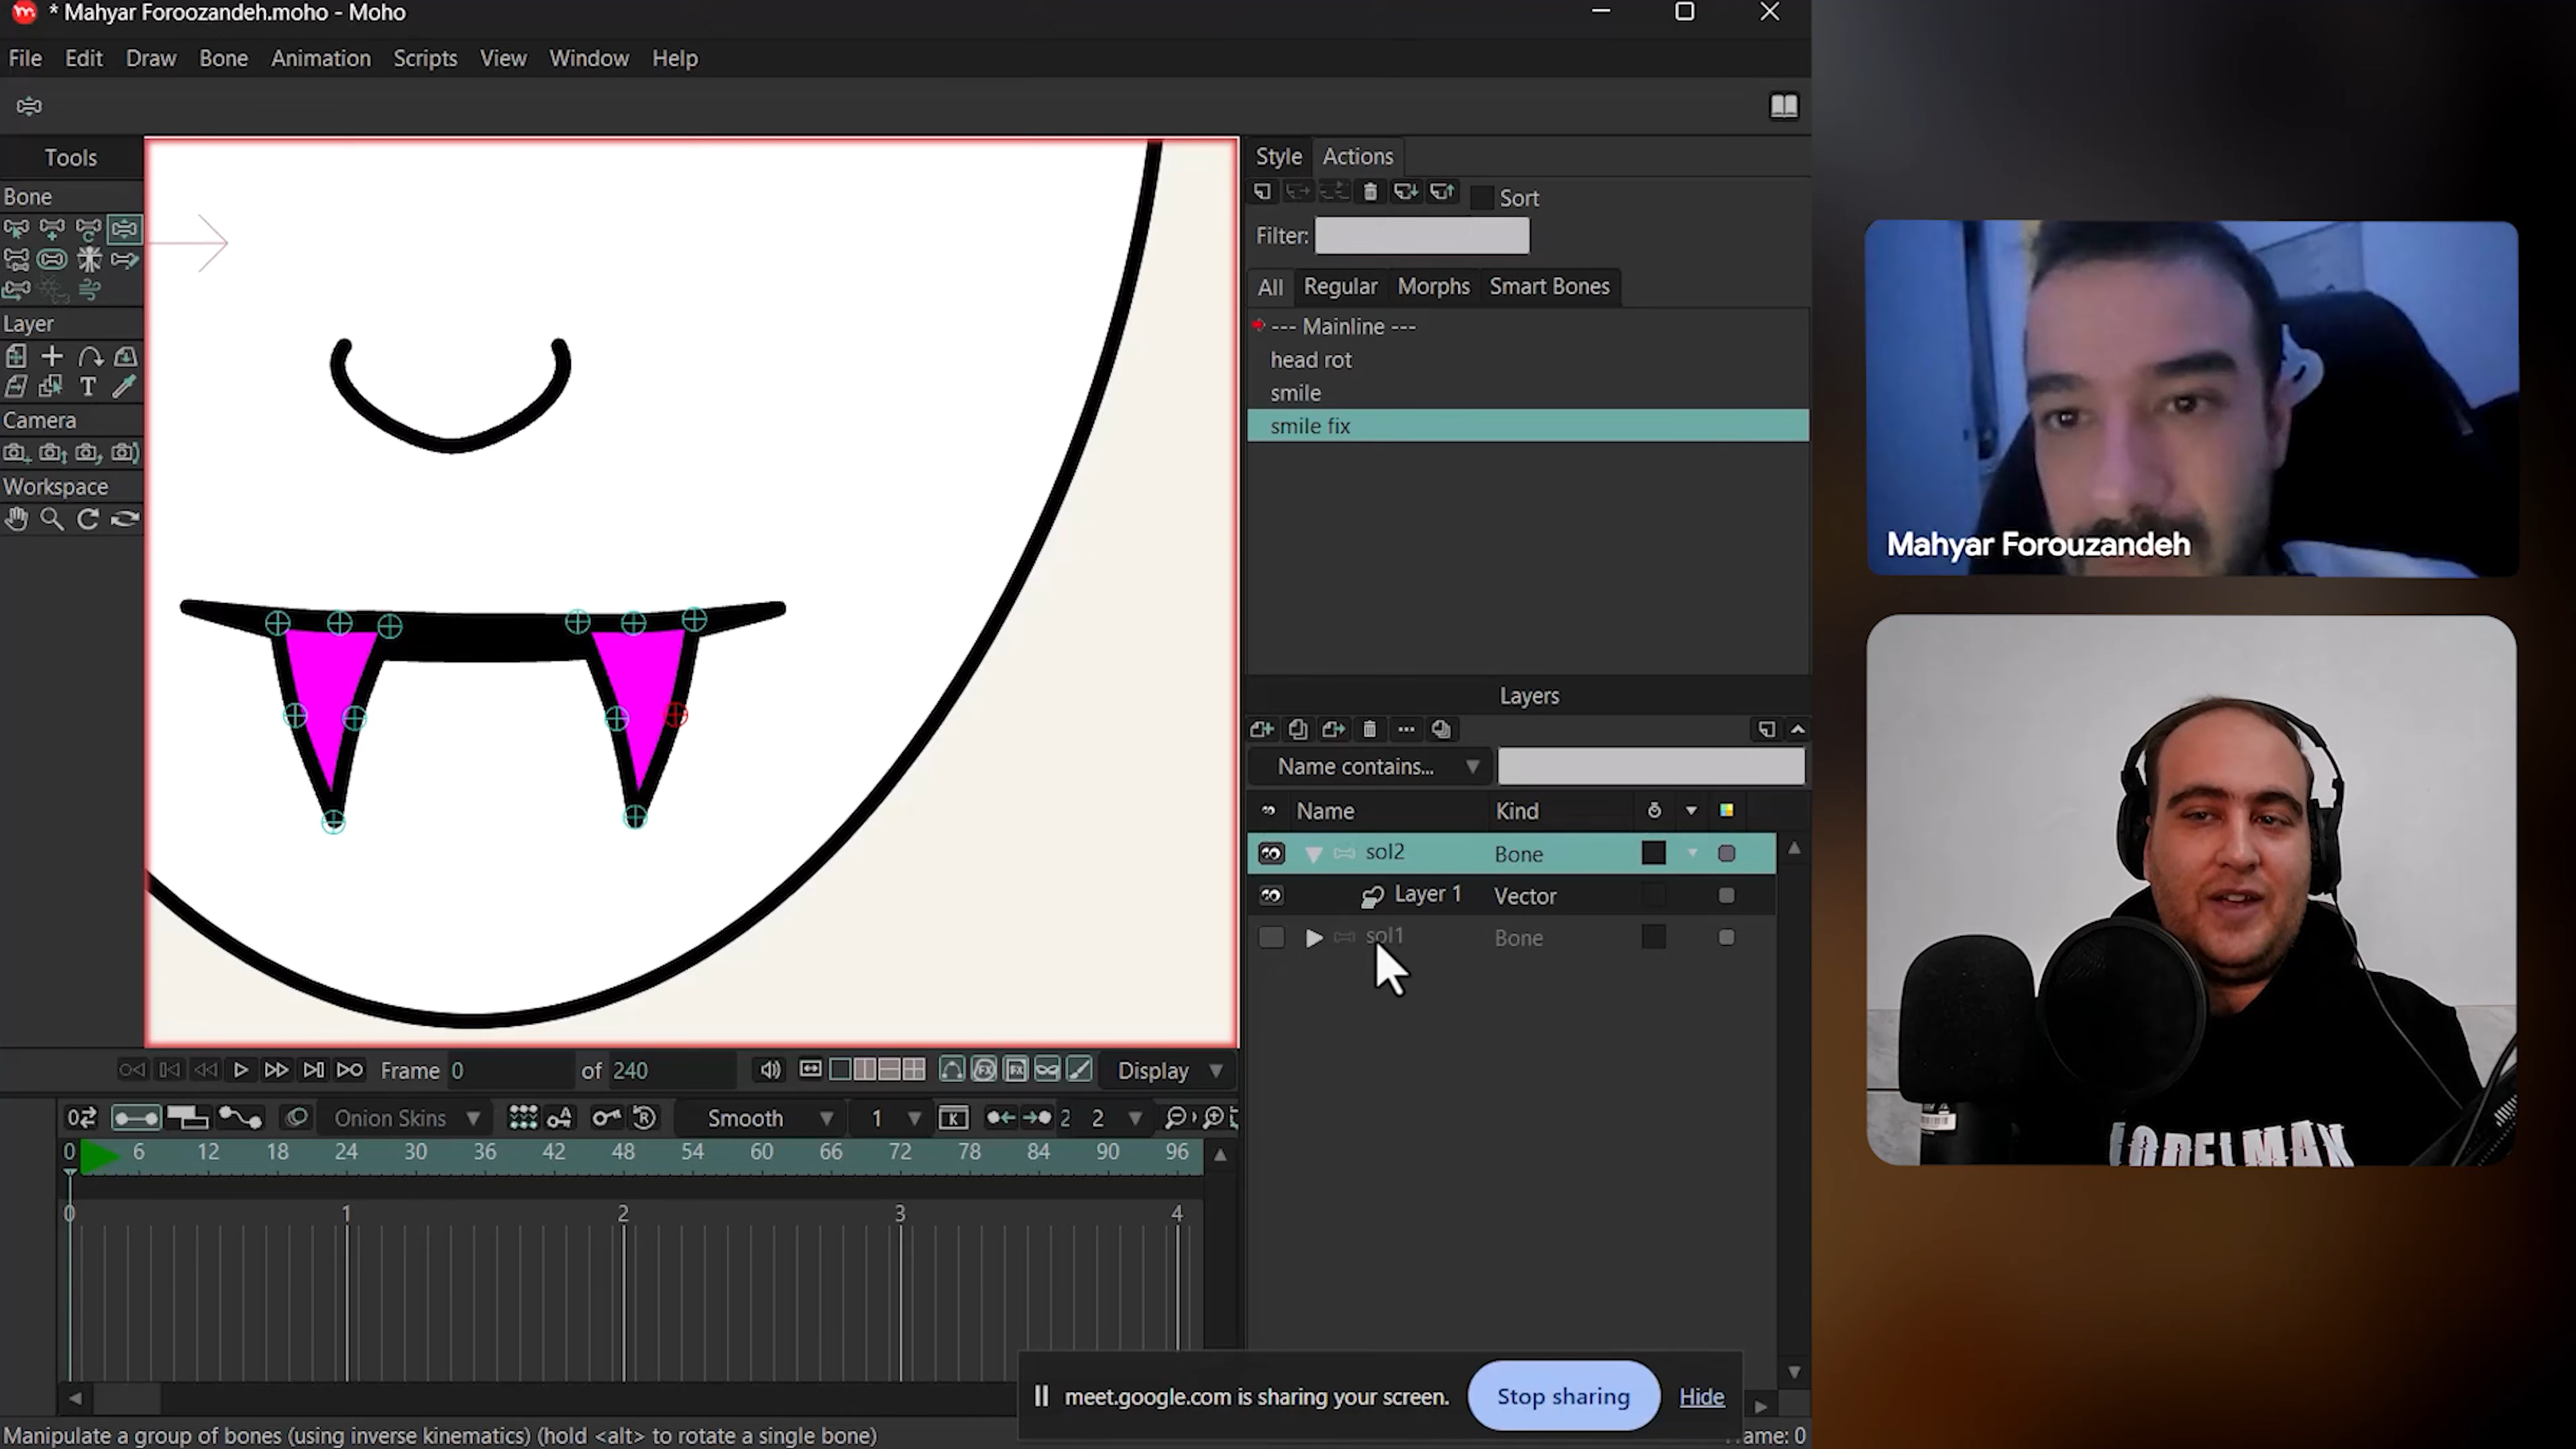 * Mahyar Foroozandeh.moho - Moho
File Edit Draw Bone Animation Scripts View Window Help
Tools
Bone
Layer
T
Camera
Workspace
Style Actions
Sort
Filter:
All Regular Morphs Smart Bones
--- Mainline ---
head rot
smile
smile fix
Layers
Name contains...
Name Kind
sol2 Bone
Layer 1 Vector
sol1 Bone
Frame 0 of 240
Display
Onion Skins Smooth 1 K 2 2
0 6 12 18 24 30 36 42 48 54 60 66 72 78 84 90 96
0 1 2 3 4
meet.google.com is sharing your screen. Stop sharing Hide
Manipulate a group of bones (using inverse kinematics) (hold <alt> to rotate a single bone)
ame: 0
Mahyar Forouzandeh